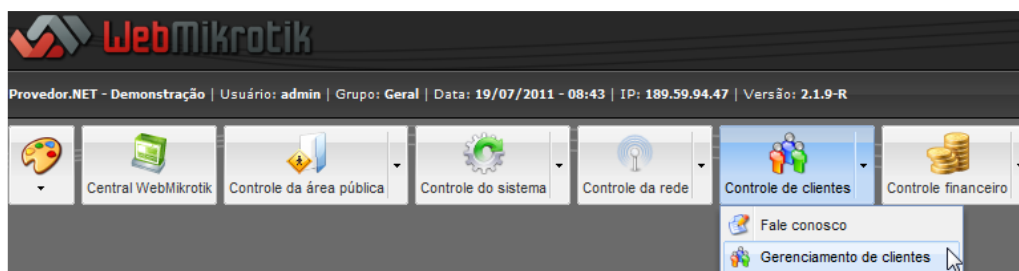 WebMikrotik
Provedor.NET - Demonstração | Usuário: admin | Grupo: Geral | Data: 19/07/2011 - 08:43 | IP: 189.59.94.47 | Versão: 2.1.9-R
Central WebMikrotik Controle da área pública Controle do sistema Controle da rede Controle de clientes Controle financeiro
Fale conosco
Gerenciamento de clientes